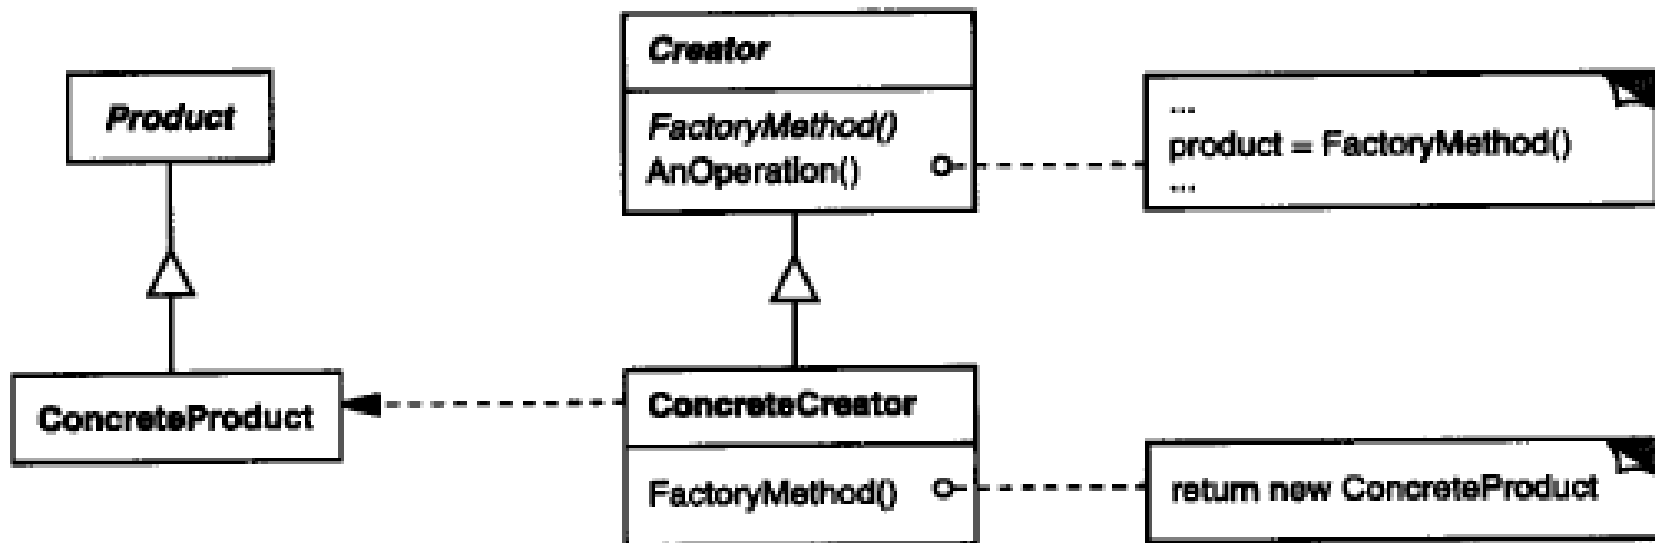 Product
Creator
FactoryMethod()
AnOperation()
...
product = FactoryMethod()
...
ConcreteProduct
ConcreteCreator
FactoryMethod()
return new ConcreteProduct